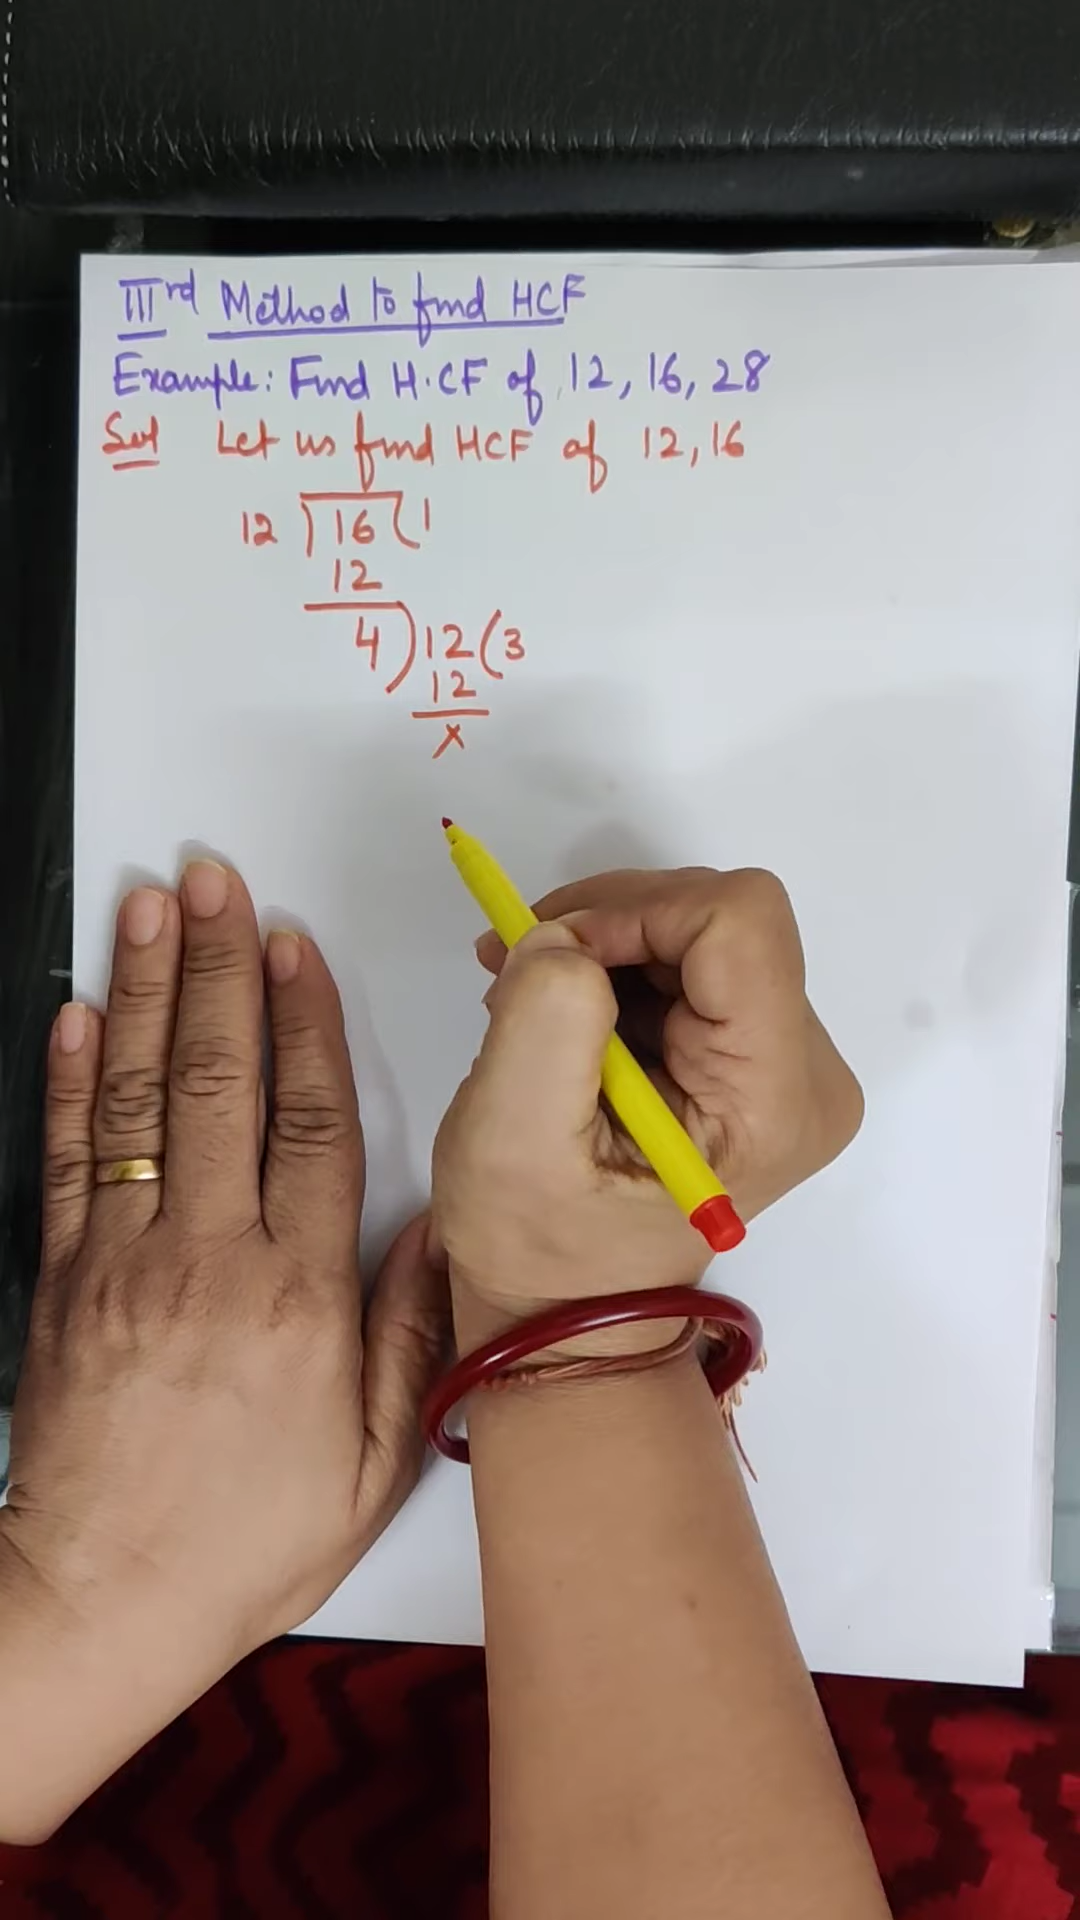 IIIrd Method to find HCF
Example: Find H.CF of 12, 16, 28
Sol Let us find HCF of 12, 16
12 ) 16 ( 1
12
4 ) 12 ( 3
12
x